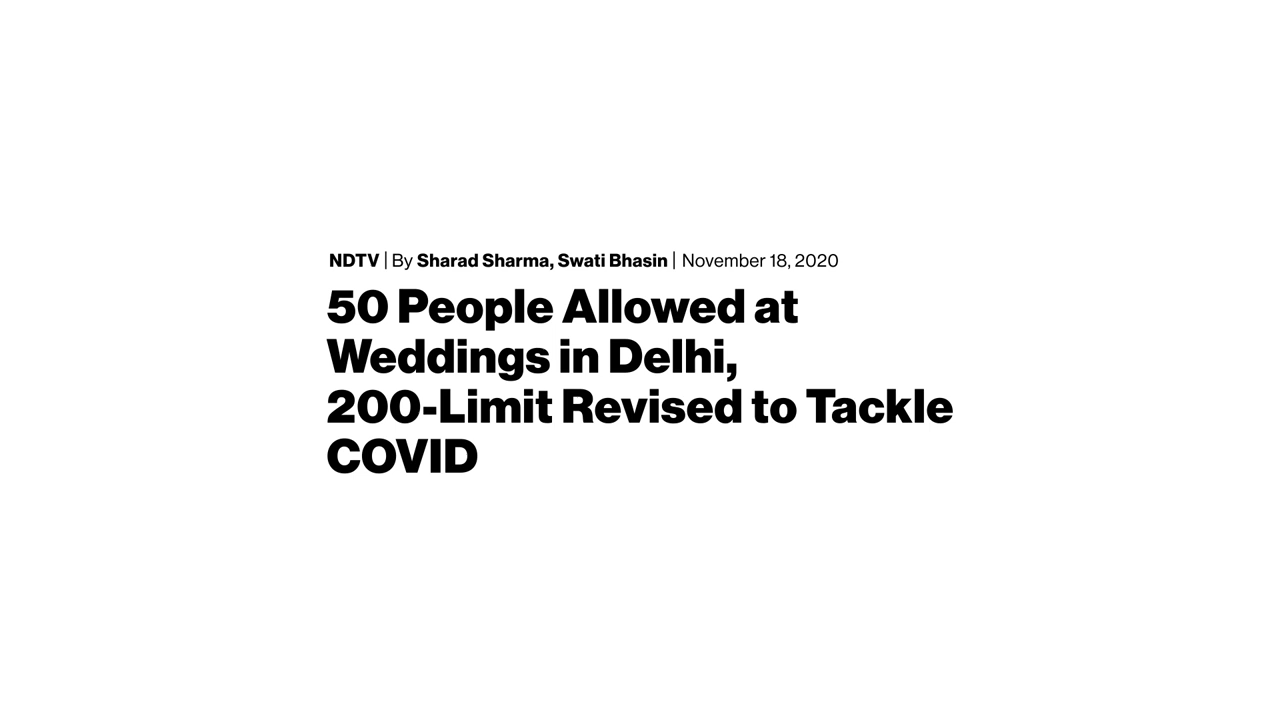 NDTV | By Sharad Sharma, Swati Bhasin | November 18, 2020
50 People Allowed at
Weddings in Delhi,
200-Limit Revised to Tackle
COVID